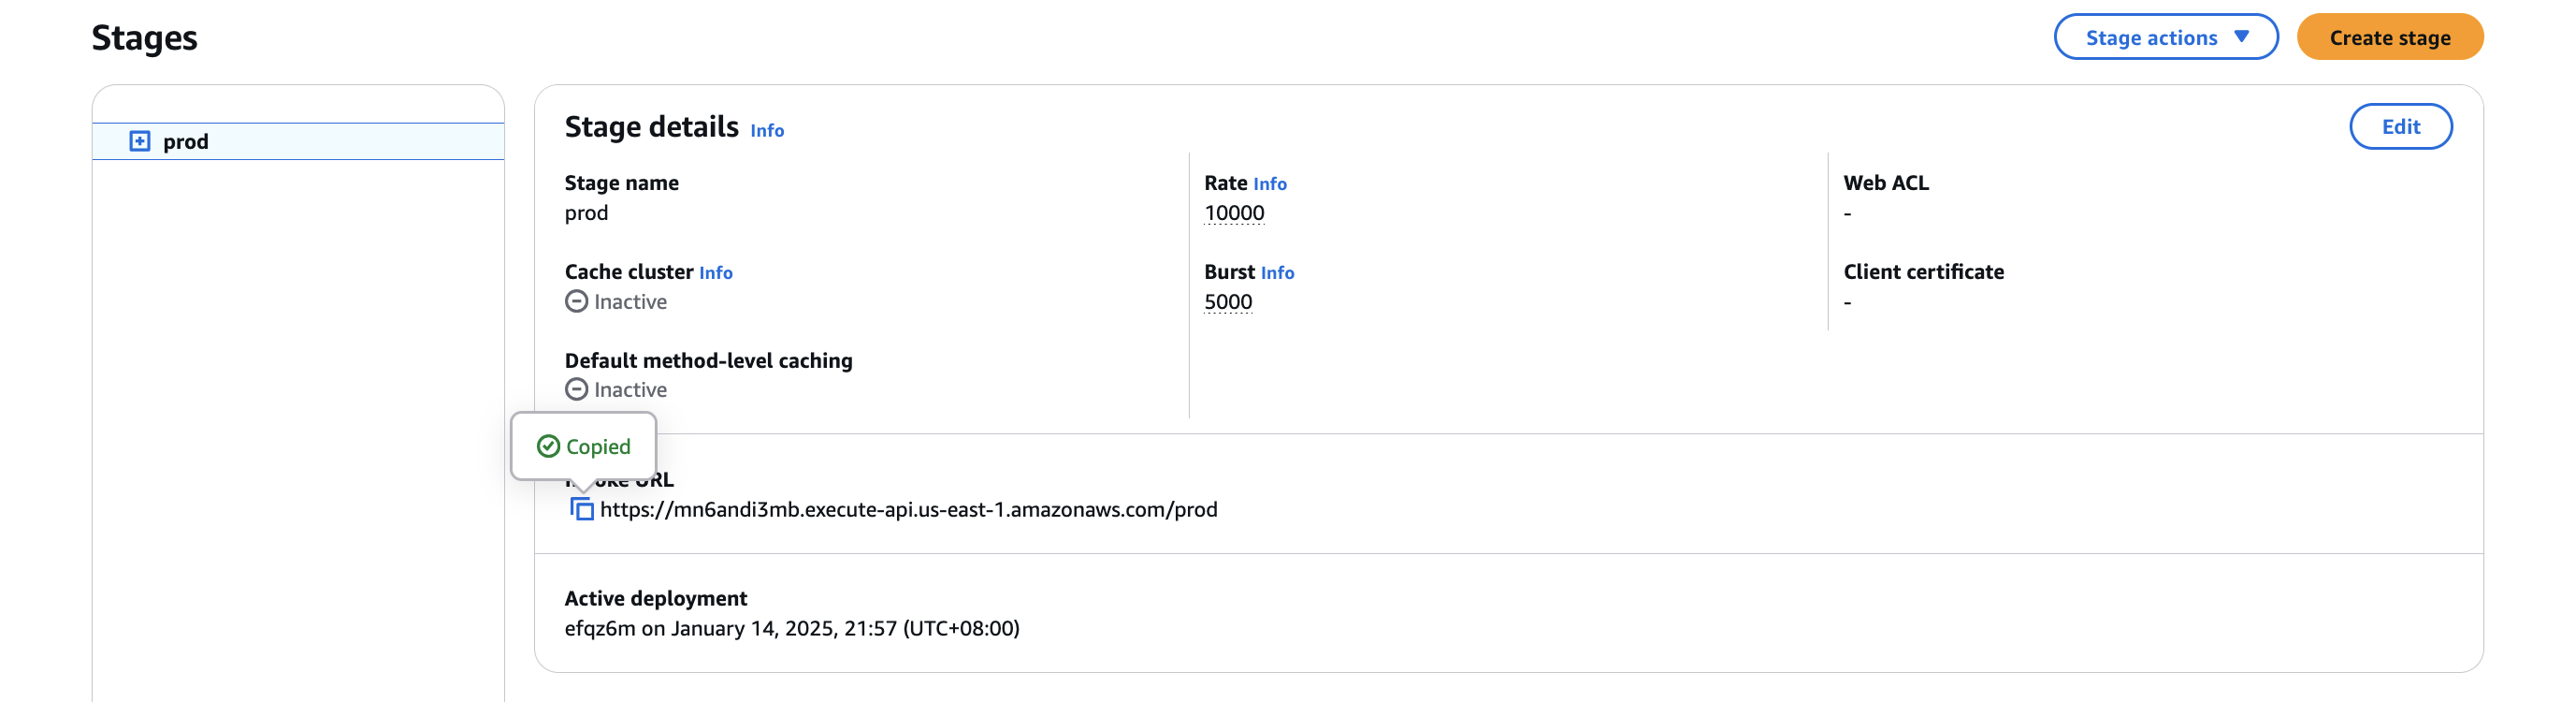 Stages
Stage actions
Create stage
prod
Stage details Info
Edit
Stage name
prod
Rate Info
10000
Web ACL
-
Cache cluster Info
Inactive
Burst Info
5000
Client certificate
-
Default method-level caching
Inactive
Copied
URL
https://mn6andi3mb.execute-api.us-east-1.amazonaws.com/prod
Active deployment
efqz6m on January 14, 2025, 21:57 (UTC+08:00)